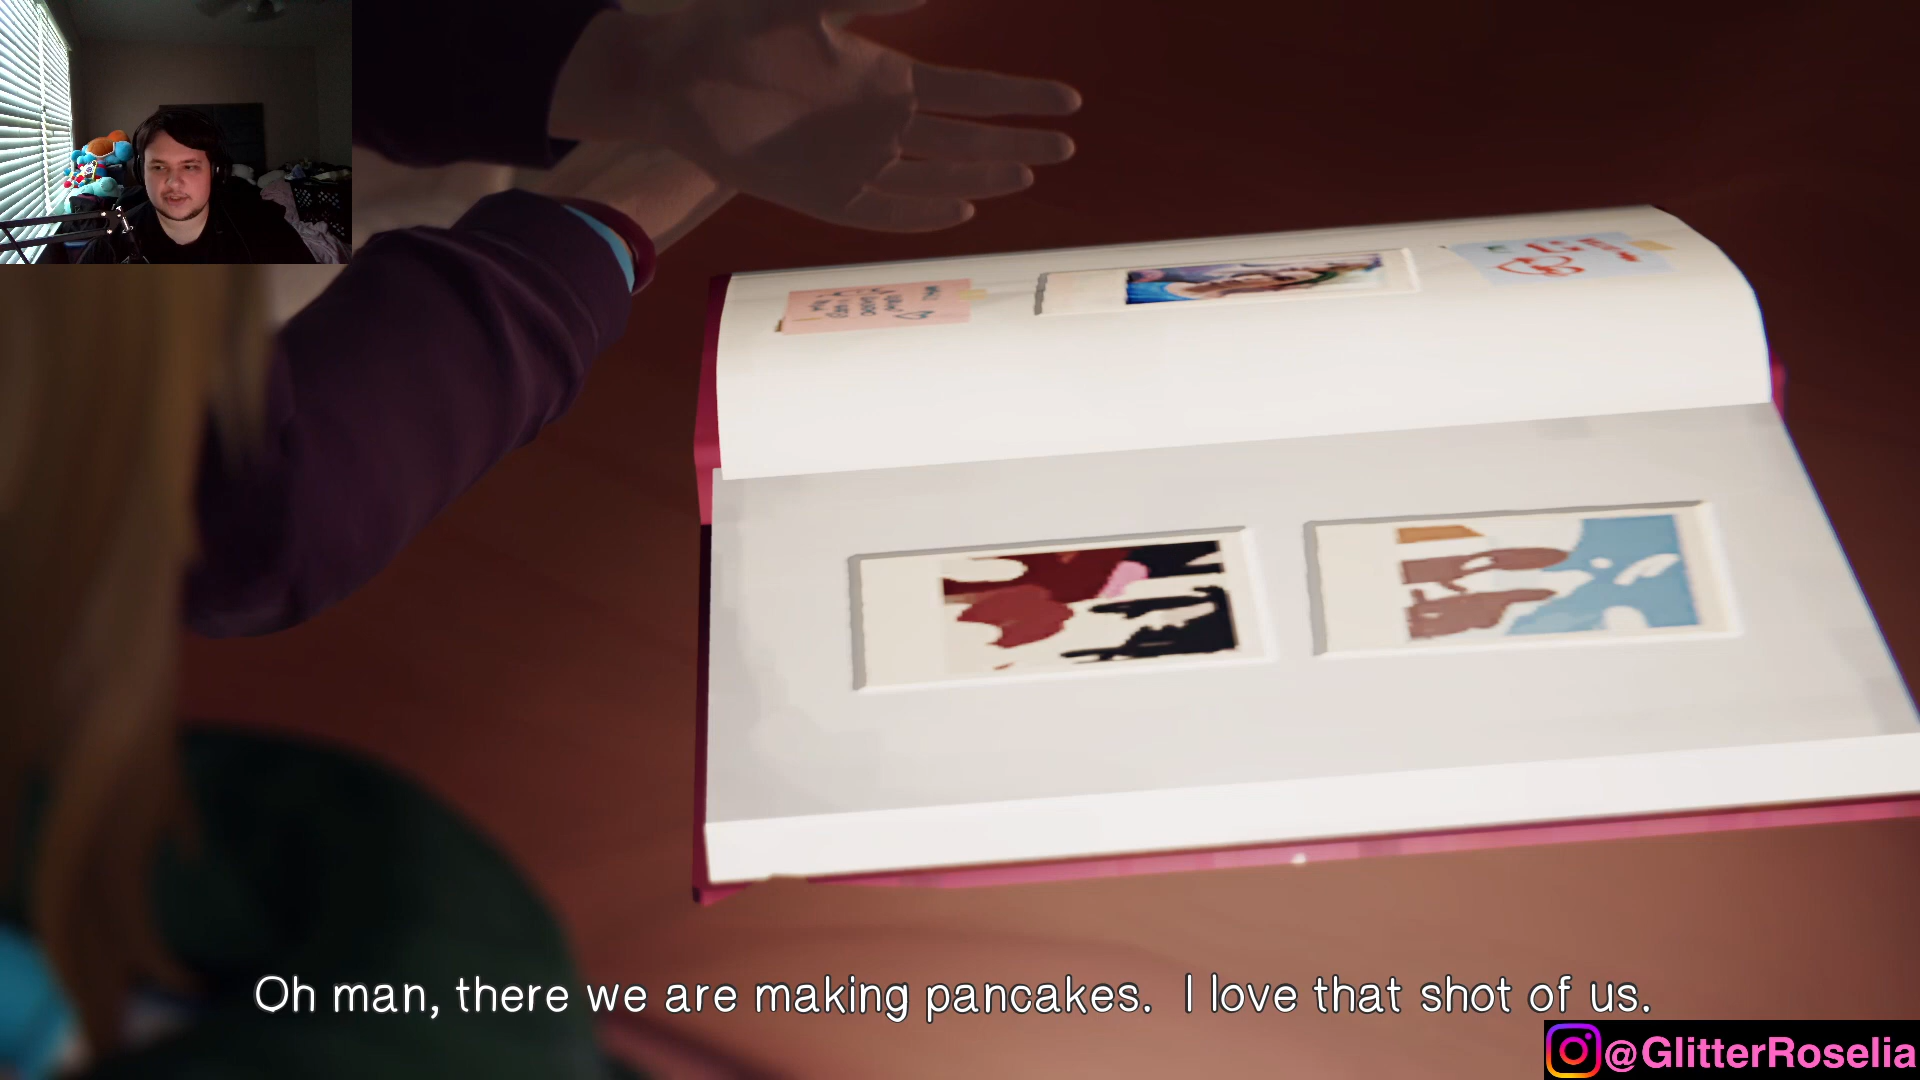 Oh man, there we are making pancakes. I love that shot of us.
@GlitterRoselia